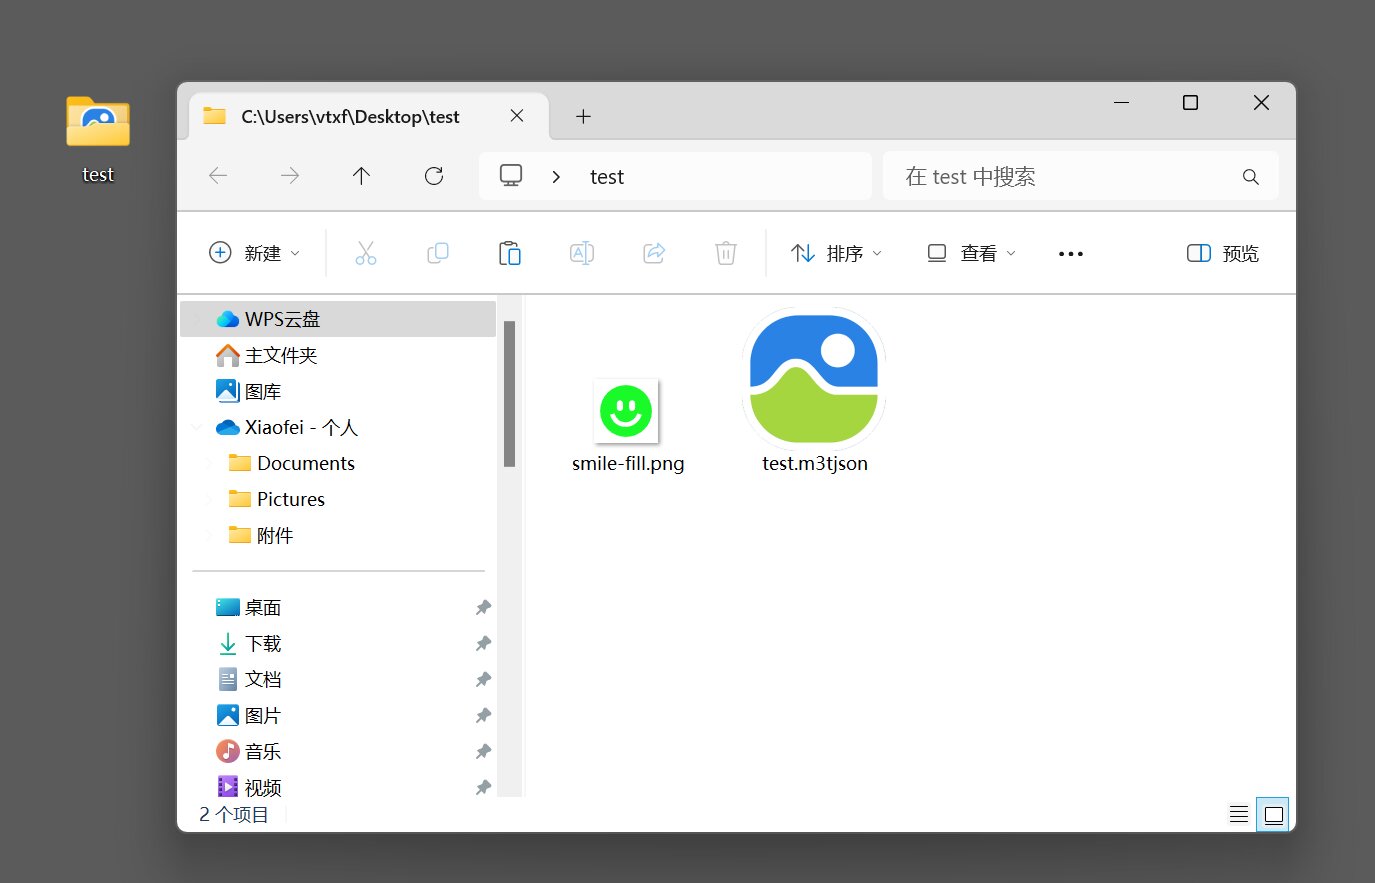 test
C:\Users\vtxf\Desktop\test
test
在 test 中搜索
新建
排序
查看
预览
WPS云盘
主文件夹
图库
Xiaofei - 个人
Documents
Pictures
附件
桌面
下载
文档
图片
音乐
视频
smile-fill.png
test.m3tjson
2 个项目